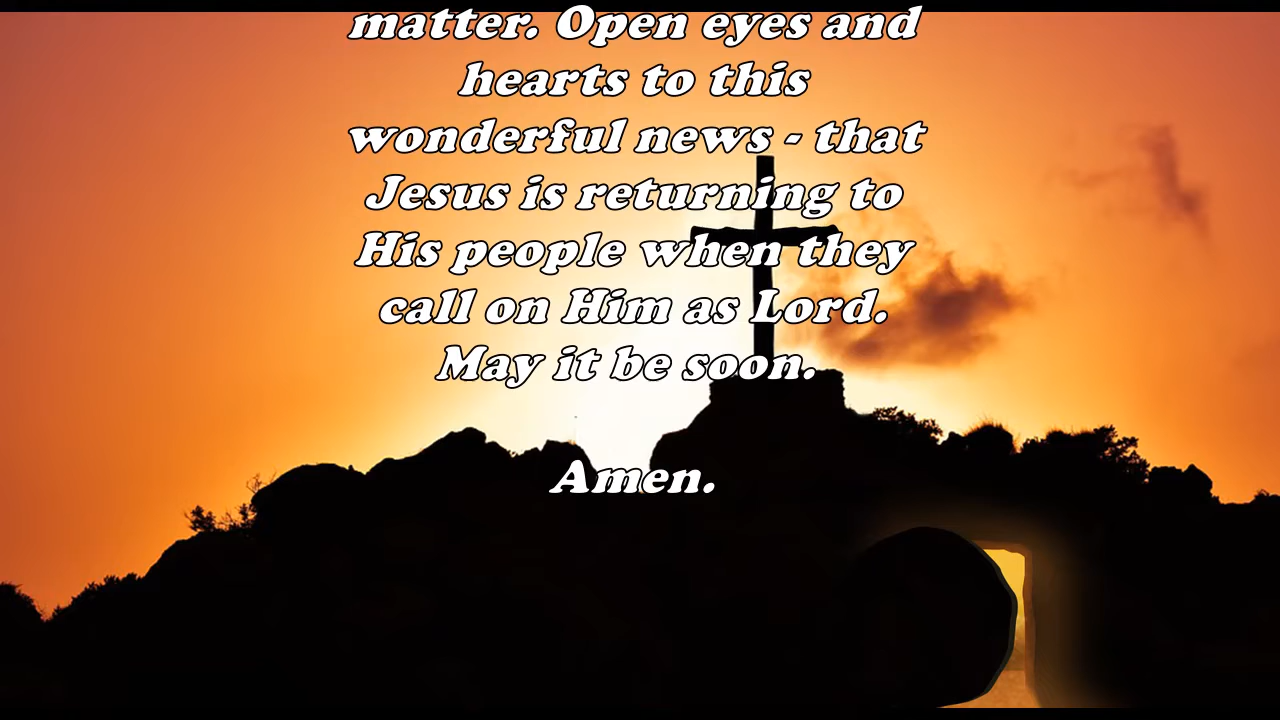 matter. Open eyes and
hearts to this
wonderful news - that
Jesus is returning to
His people when they
call on Him as Lord.
May it be soon.
Amen.